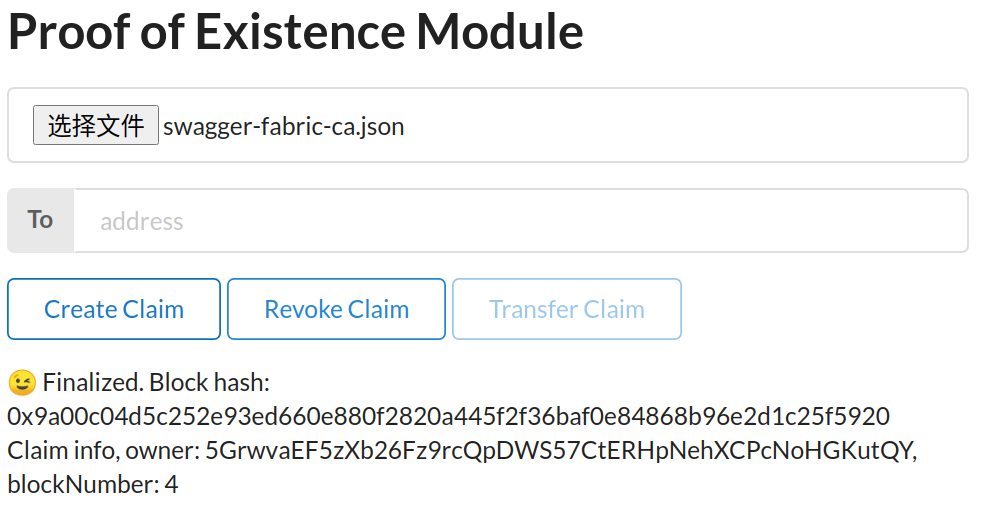 Proof of Existence Module
选择文件 swagger-fabric-ca.json
To address
Create Claim Revoke Claim Transfer Claim
😉 Finalized. Block hash:
0x9a00c04d5c252e93ed660e880f2820a445f2f36baf0e84868b96e2d1c25f5920
Claim info, owner: 5GrwvaEF5zXb26Fz9rcQpDWS57CtERHpNehXCPcNoHGKutQY,
blockNumber: 4